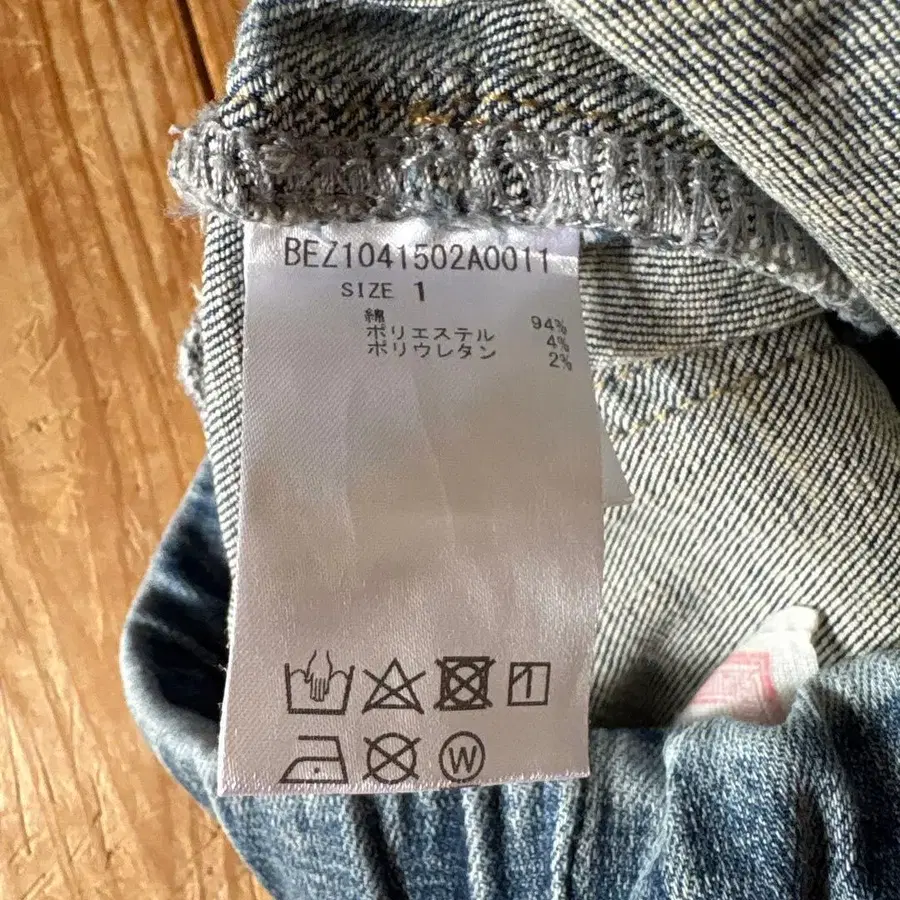 BEZ1041502A0011
SIZE 1
綿 94%
ポリエステル 4%
ポリウレタン 2%
W